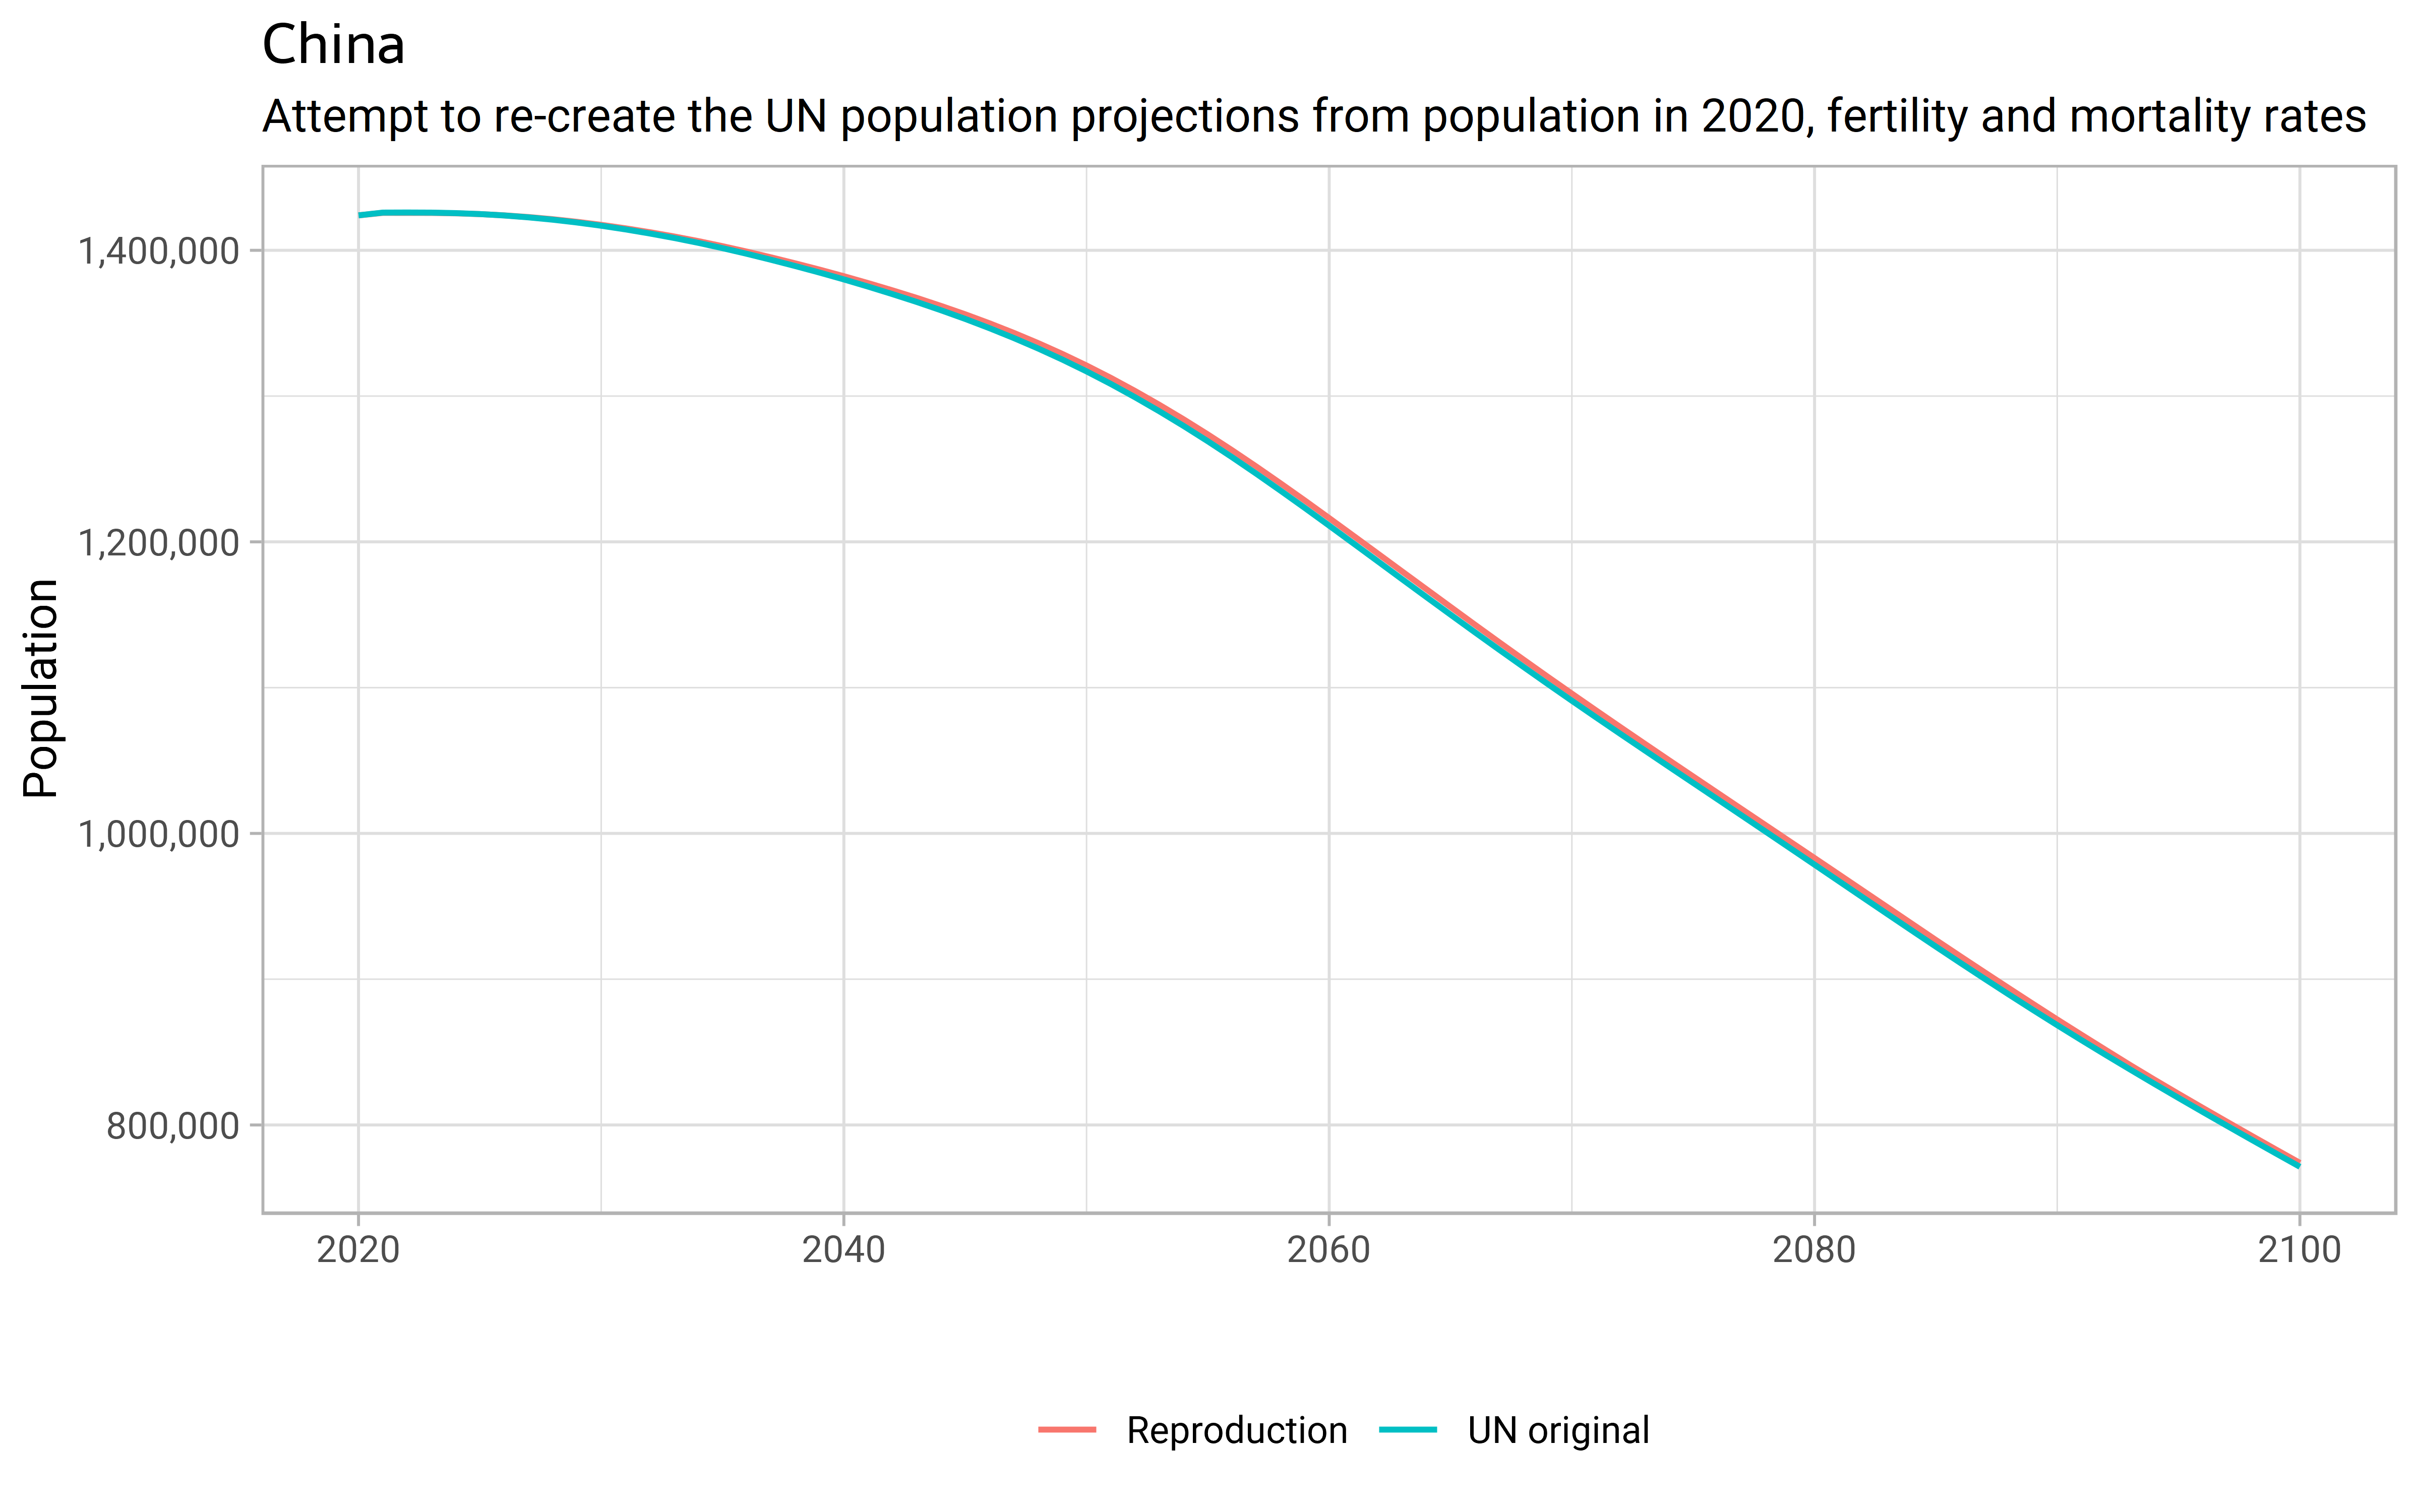 China
Attempt to re-create the UN population projections from population in 2020, fertility and mortality rates
Population
1,400,000
1,200,000
1,000,000
800,000
2020 2040 2060 2080 2100
Reproduction UN original